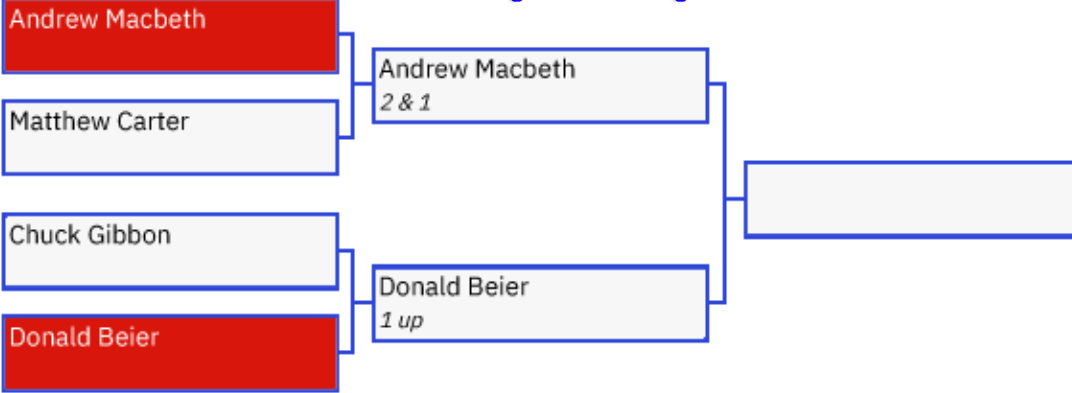 Andrew Macbeth
Matthew Carter
Chuck Gibbon
Donald Beier
Andrew Macbeth
2 & 1
Donald Beier
1 up